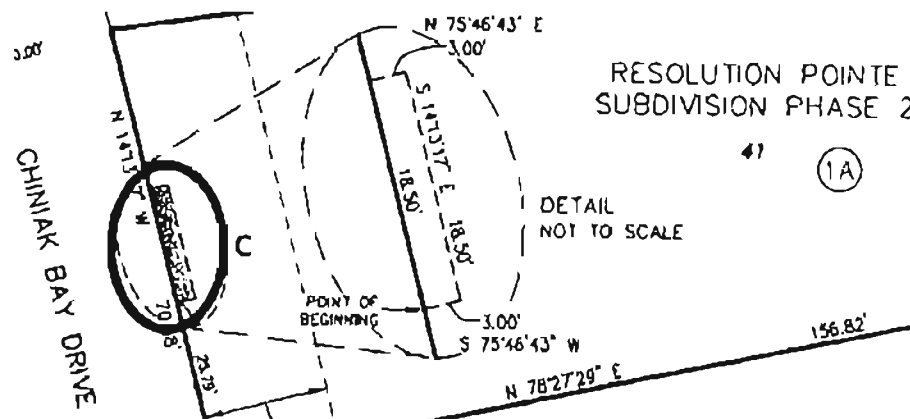 3.00'
N 75°46'43" E
3.00'
RESOLUTION POINTE
SUBDIVISION PHASE 2
41
1A
S 14°13'17" E
18.50'
18.50'
DETAIL
NOT TO SCALE
CHINIAK BAY DRIVE
W
C
POINT OF
BEGINNING
3.00'
S 75°46'43" W
25.79'
N 78°27'29" E
156.82'